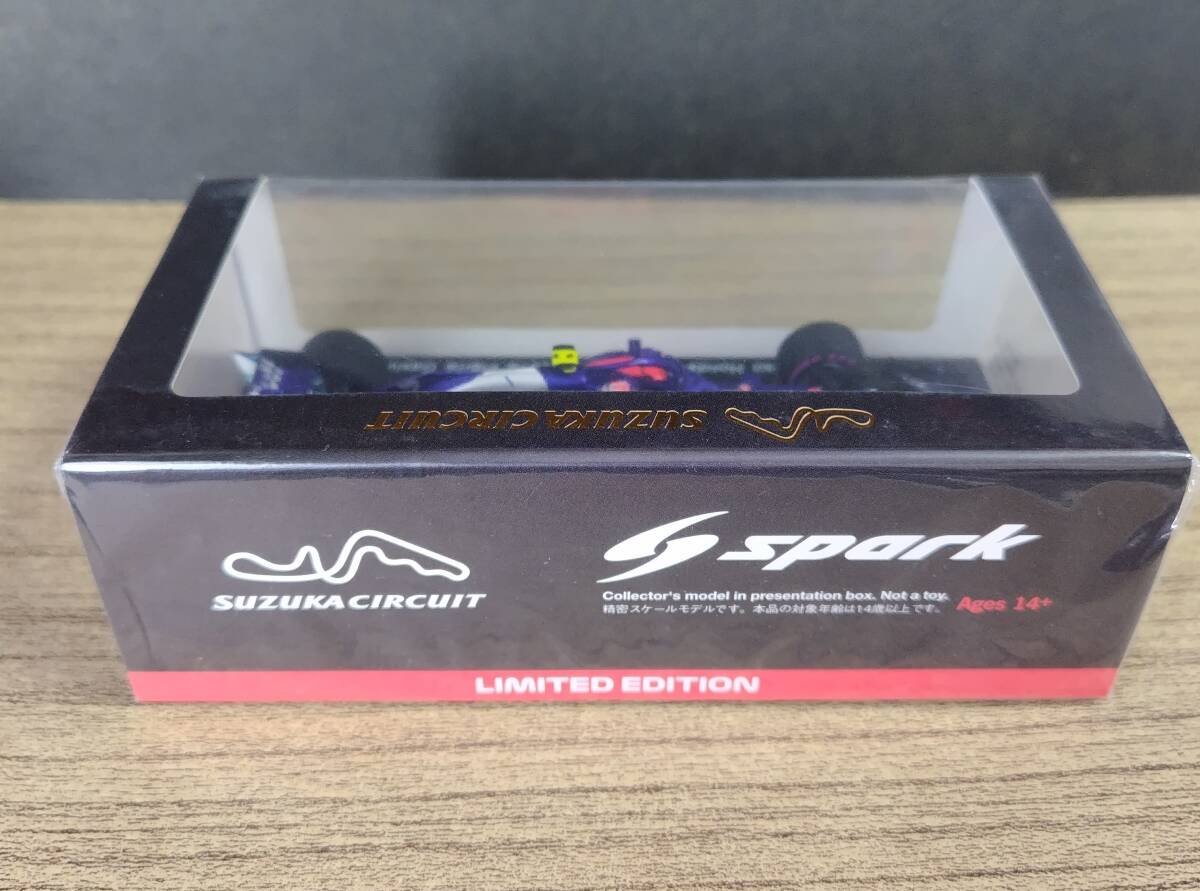 SUZUKA CIRCUIT
SUZUKA CIRCUIT
spark
Collector's model in presentation box. Not a toy.
精密スケールモデルです。本品の対象年齢は14歳以上です。
Ages 14+
LIMITED EDITION